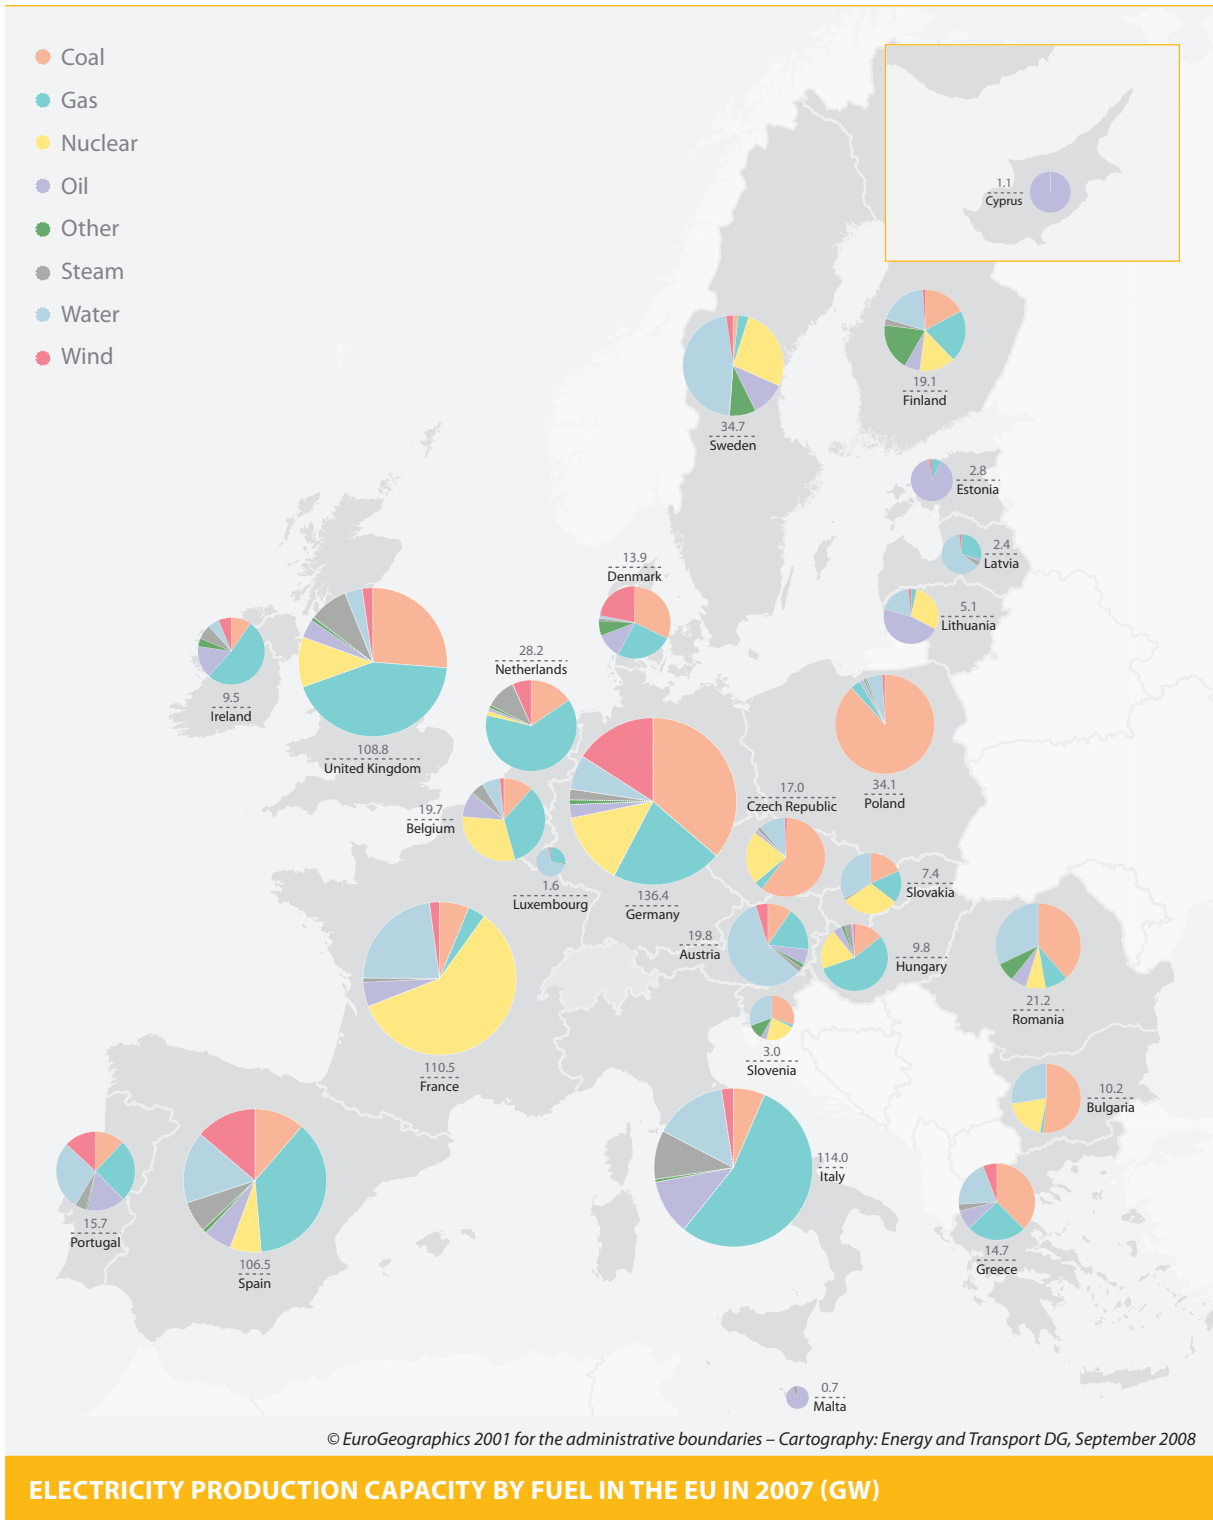 Coal
Gas
Nuclear
Oil
Other
Steam
Water
Wind
1.1
Cyprus
19.1
Finland
34.7
Sweden
2.8
Estonia
2.4
Latvia
5.1
Lithuania
13.9
Denmark
9.5
Ireland
108.8
United Kingdom
28.2
Netherlands
34.1
Poland
17.0
Czech Republic
19.7
Belgium
1.6
Luxembourg
136.4
Germany
7.4
Slovakia
19.8
Austria
9.8
Hungary
21.2
Romania
3.0
Slovenia
110.5
France
10.2
Bulgaria
114.0
Italy
15.7
Portugal
106.5
Spain
14.7
Greece
0.7
Malta
© EuroGeographics 2001 for the administrative boundaries – Cartography: Energy and Transport DG, September 2008
ELECTRICITY PRODUCTION CAPACITY BY FUEL IN THE EU IN 2007 (GW)